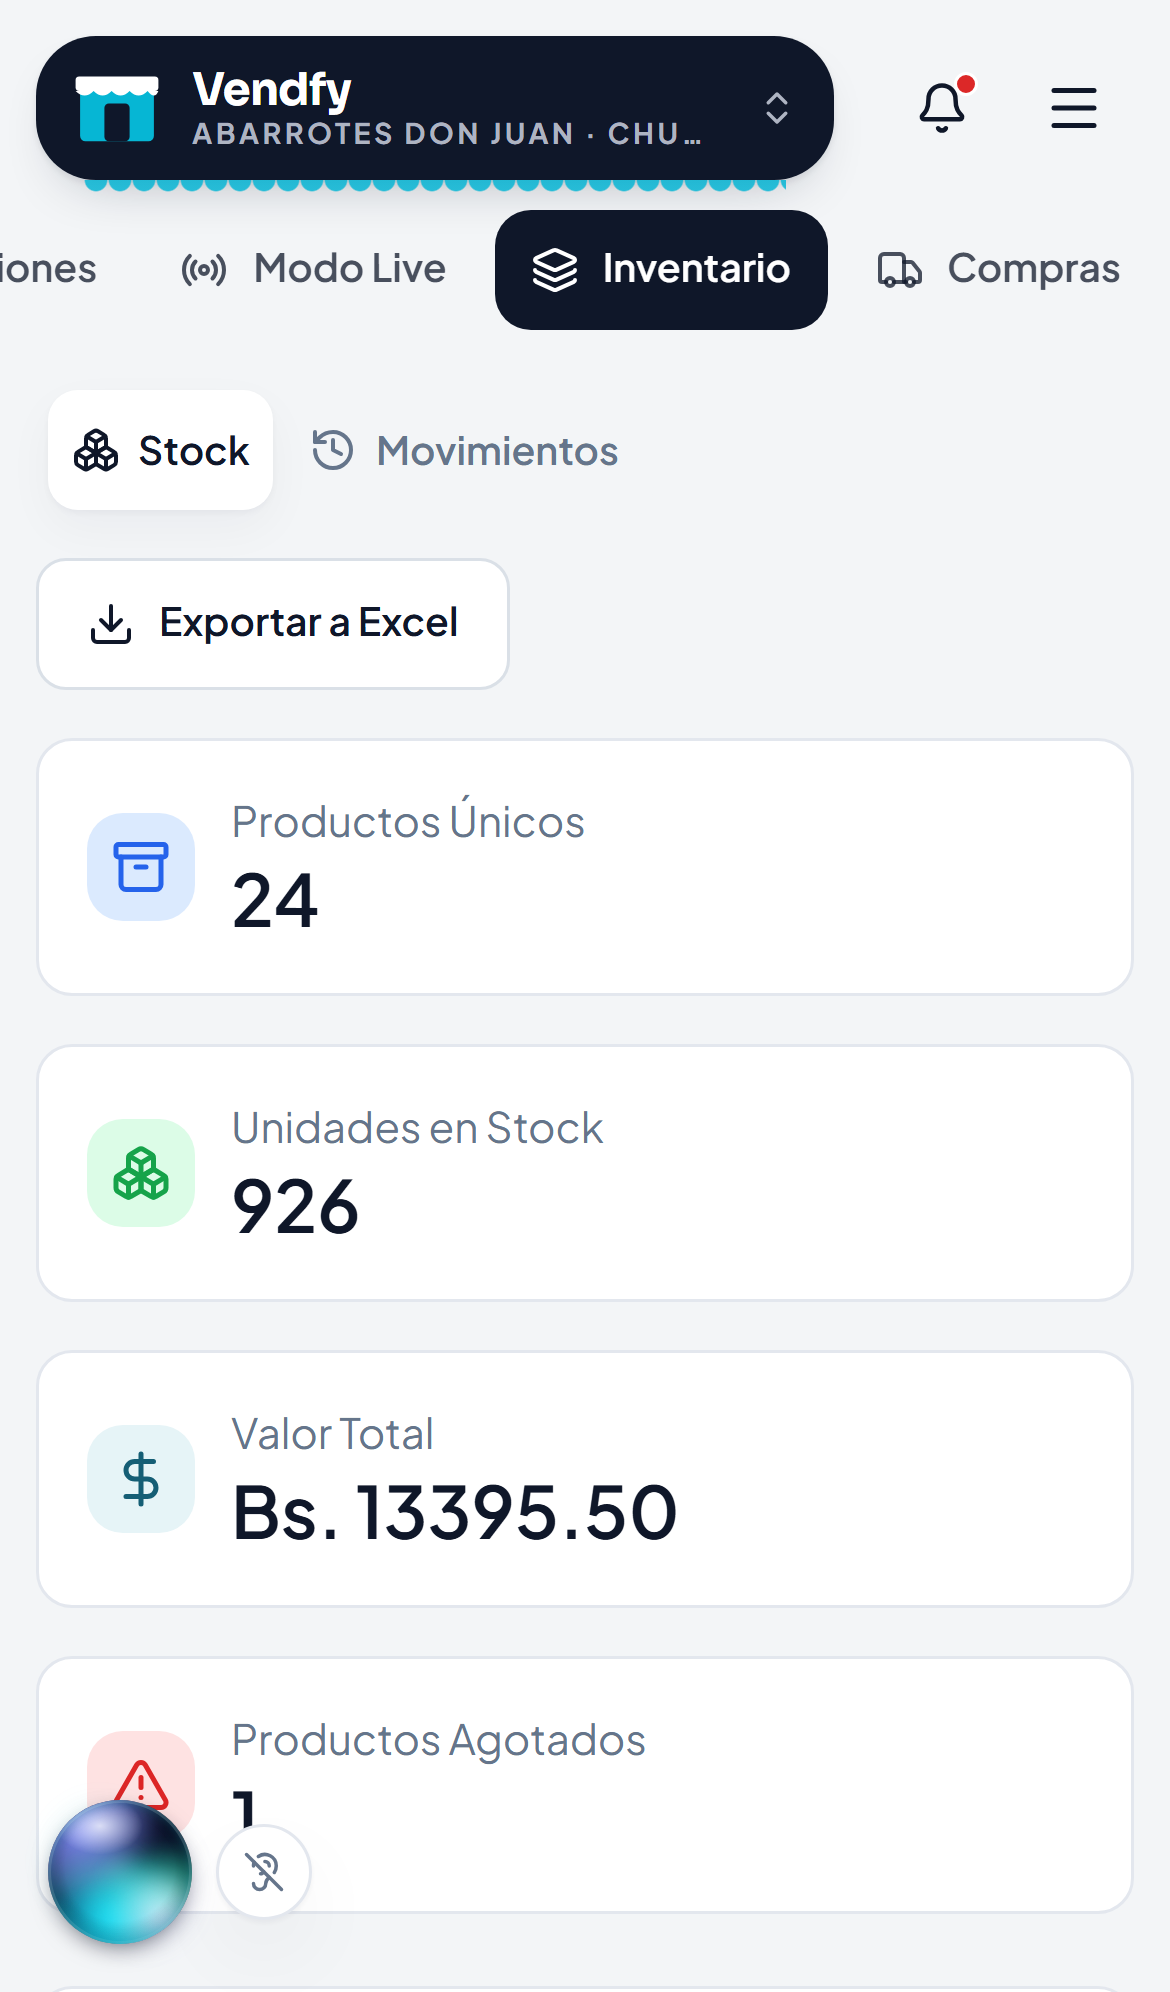 Vendfy
ABARROTES DON JUAN · CHU...
iones
Modo Live
Inventario
Compras
Stock
Movimientos
Exportar a Excel
Productos Únicos
24
Unidades en Stock
926
Valor Total
Bs. 13395.50
Productos Agotados
1